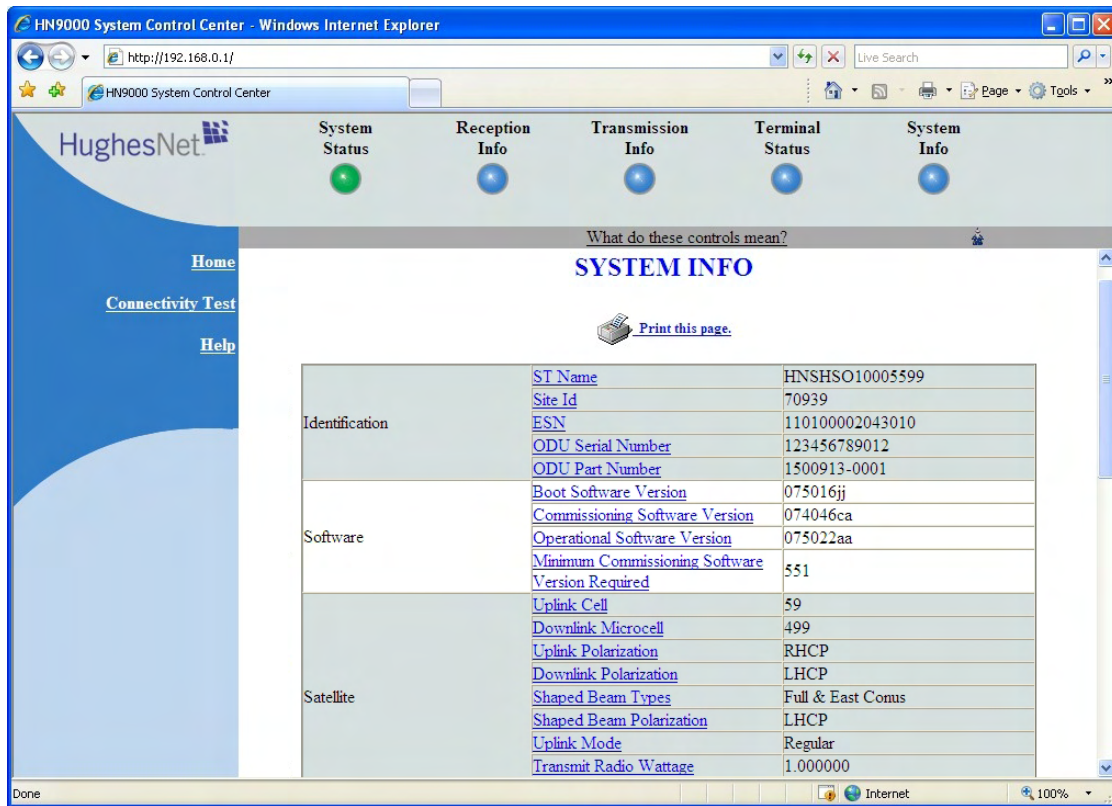 HN9000 System Control Center - Windows Internet Explorer
http://192.168.0.1/
Live Search
HN9000 System Control Center
Page
Tools
»
HughesNet
System Status
Reception Info
Transmission Info
Terminal Status
System Info
What do these controls mean?
Home
Connectivity Test
Help
SYSTEM INFO
Print this page.
Identification
ST Name HNSHSO10005599
Site Id 70939
ESN 110100002043010
ODU Serial Number 123456789012
ODU Part Number 1500913-0001
Software
Boot Software Version 075016jj
Commissioning Software Version 074046ca
Operational Software Version 075022aa
Minimum Commissioning Software Version Required 551
Satellite
Uplink Cell 59
Downlink Microcell 499
Uplink Polarization RHCP
Downlink Polarization LHCP
Shaped Beam Types Full & East Conus
Shaped Beam Polarization LHCP
Uplink Mode Regular
Transmit Radio Wattage 1.000000
Done
Internet
100%